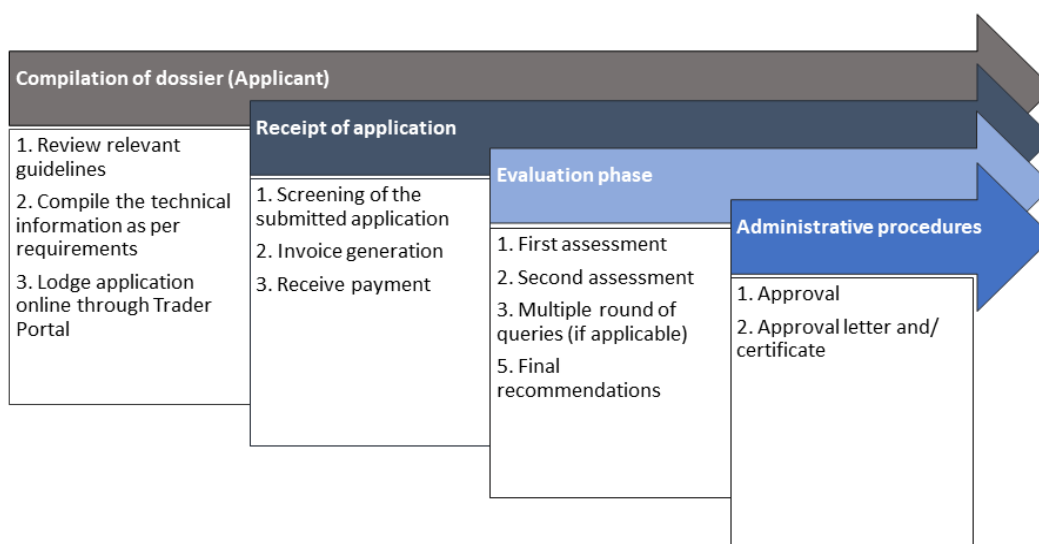 Compilation of dossier (Applicant)
1. Review relevant
guidelines
2. Compile the technical
information as per
requirements
3. Lodge application
online through Trader
Portal
Receipt of application
1. Screening of the
submitted application
2. Invoice generation
3. Receive payment
Evaluation phase
1. First assessment
2. Second assessment
3. Multiple round of
queries (if applicable)
5. Final
recommendations
Administrative procedures
1. Approval
2. Approval letter and/
certificate